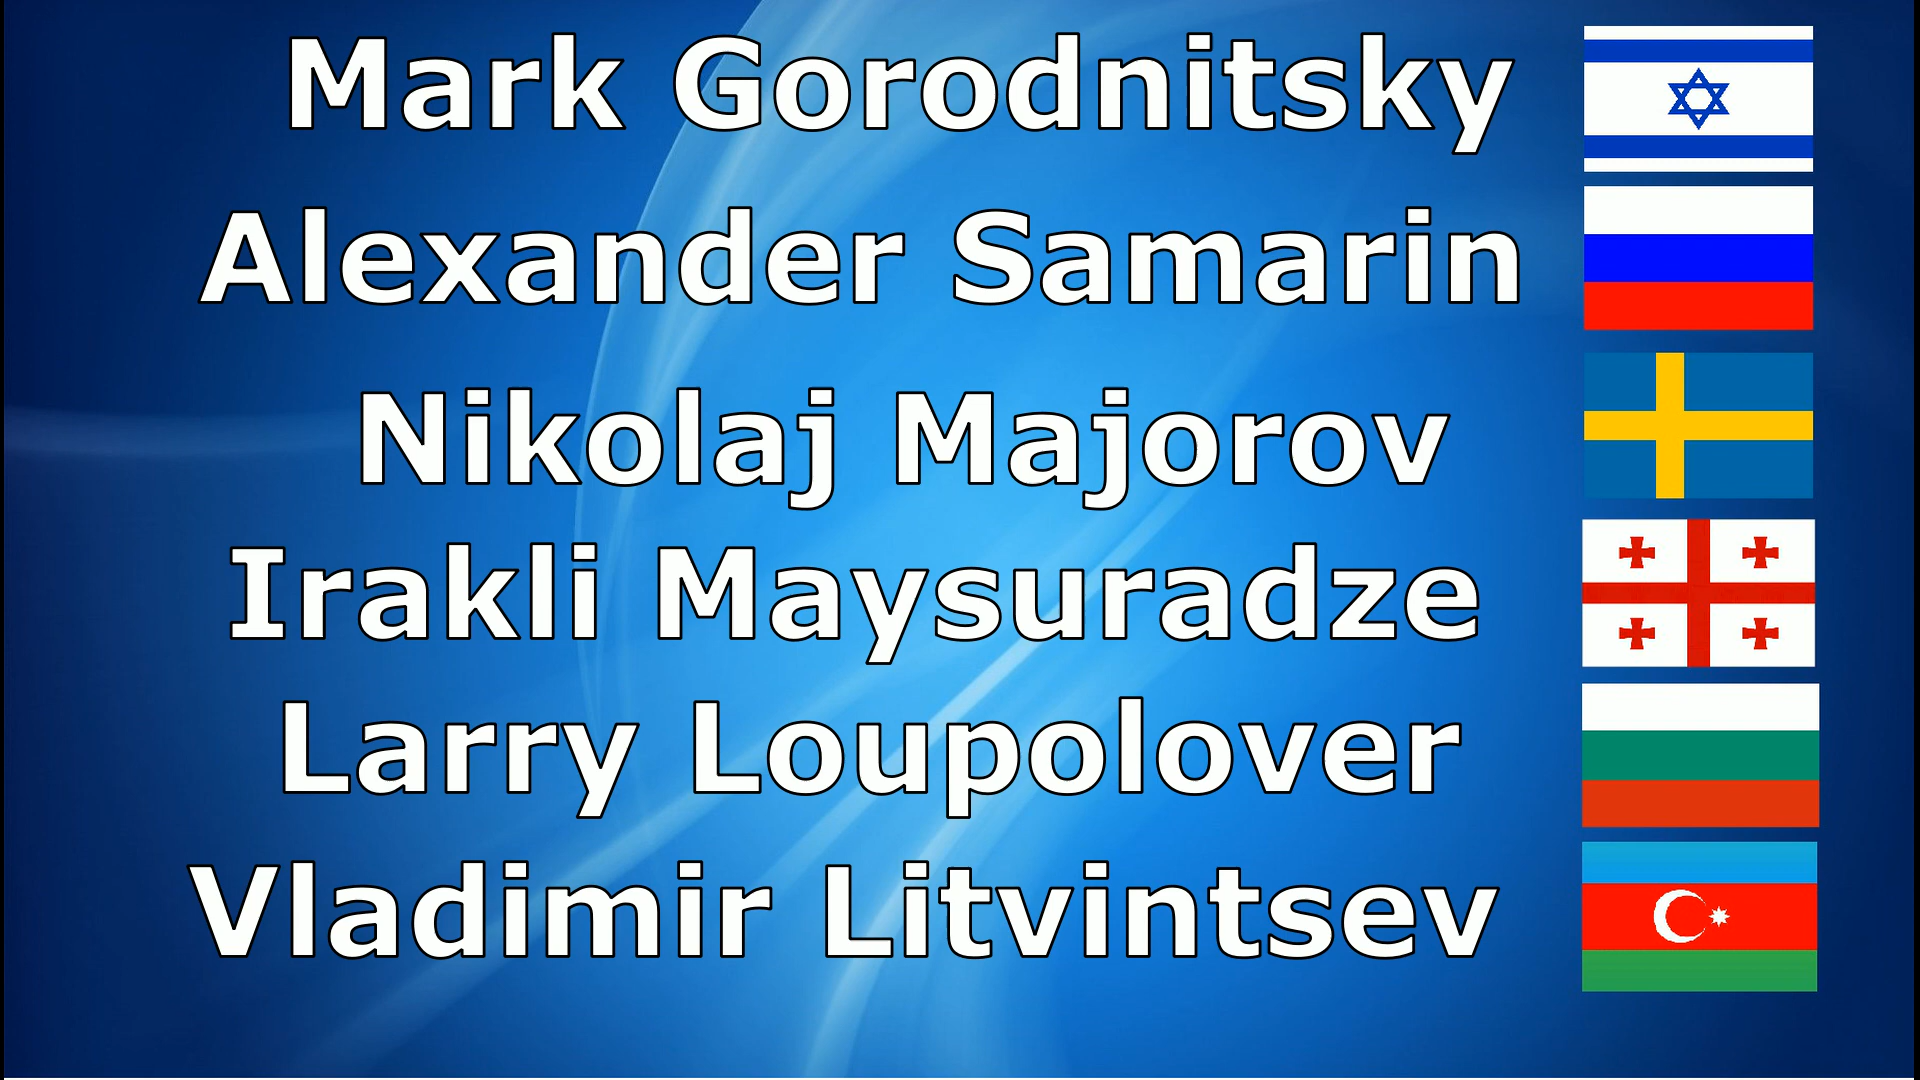 Mark Gorodnitsky
Alexander Samarin
Nikolaj Majorov
Irakli Maysuradze
Larry Loupolover
Vladimir Litvintsev